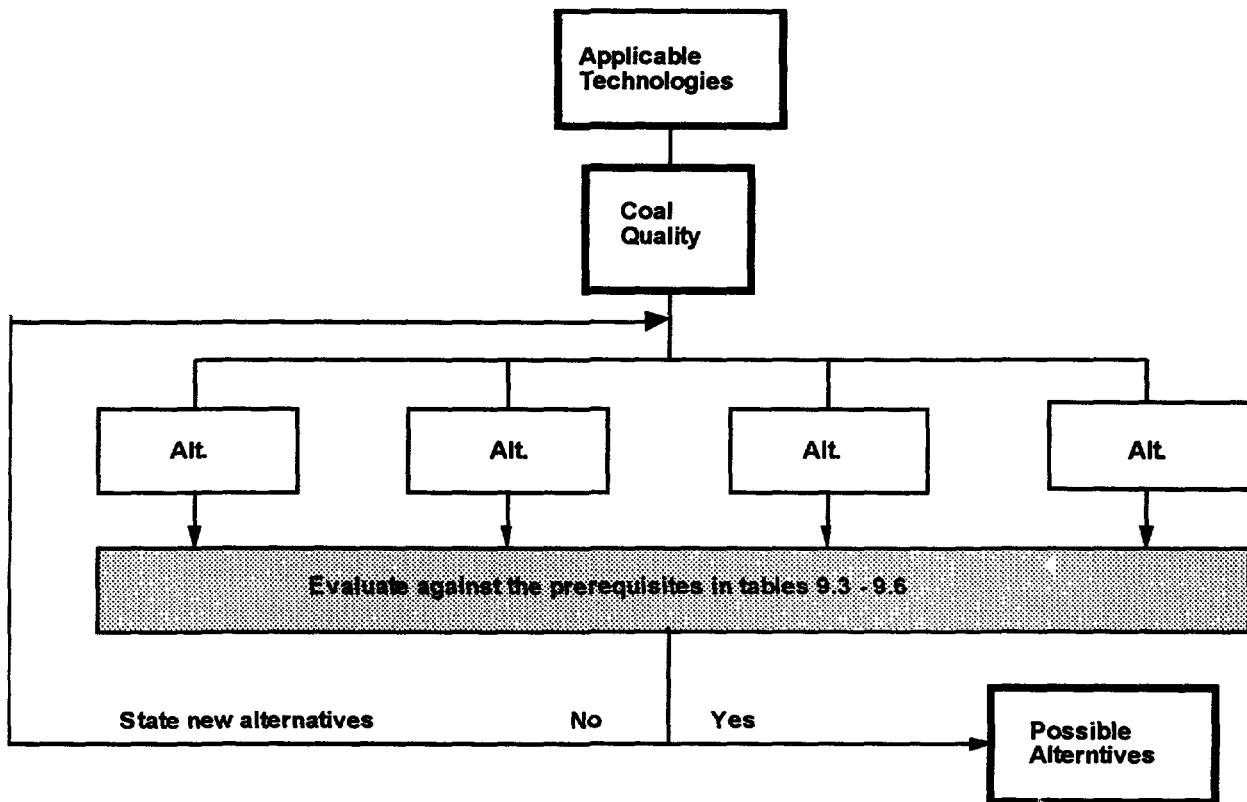 Applicable
Technologies
Coal
Quality
Alt.
Alt.
Alt.
Alt.
Evaluate against the prerequisites in tables 9.3 - 9.6
State new alternatives
No
Yes
Possible
Alterntives